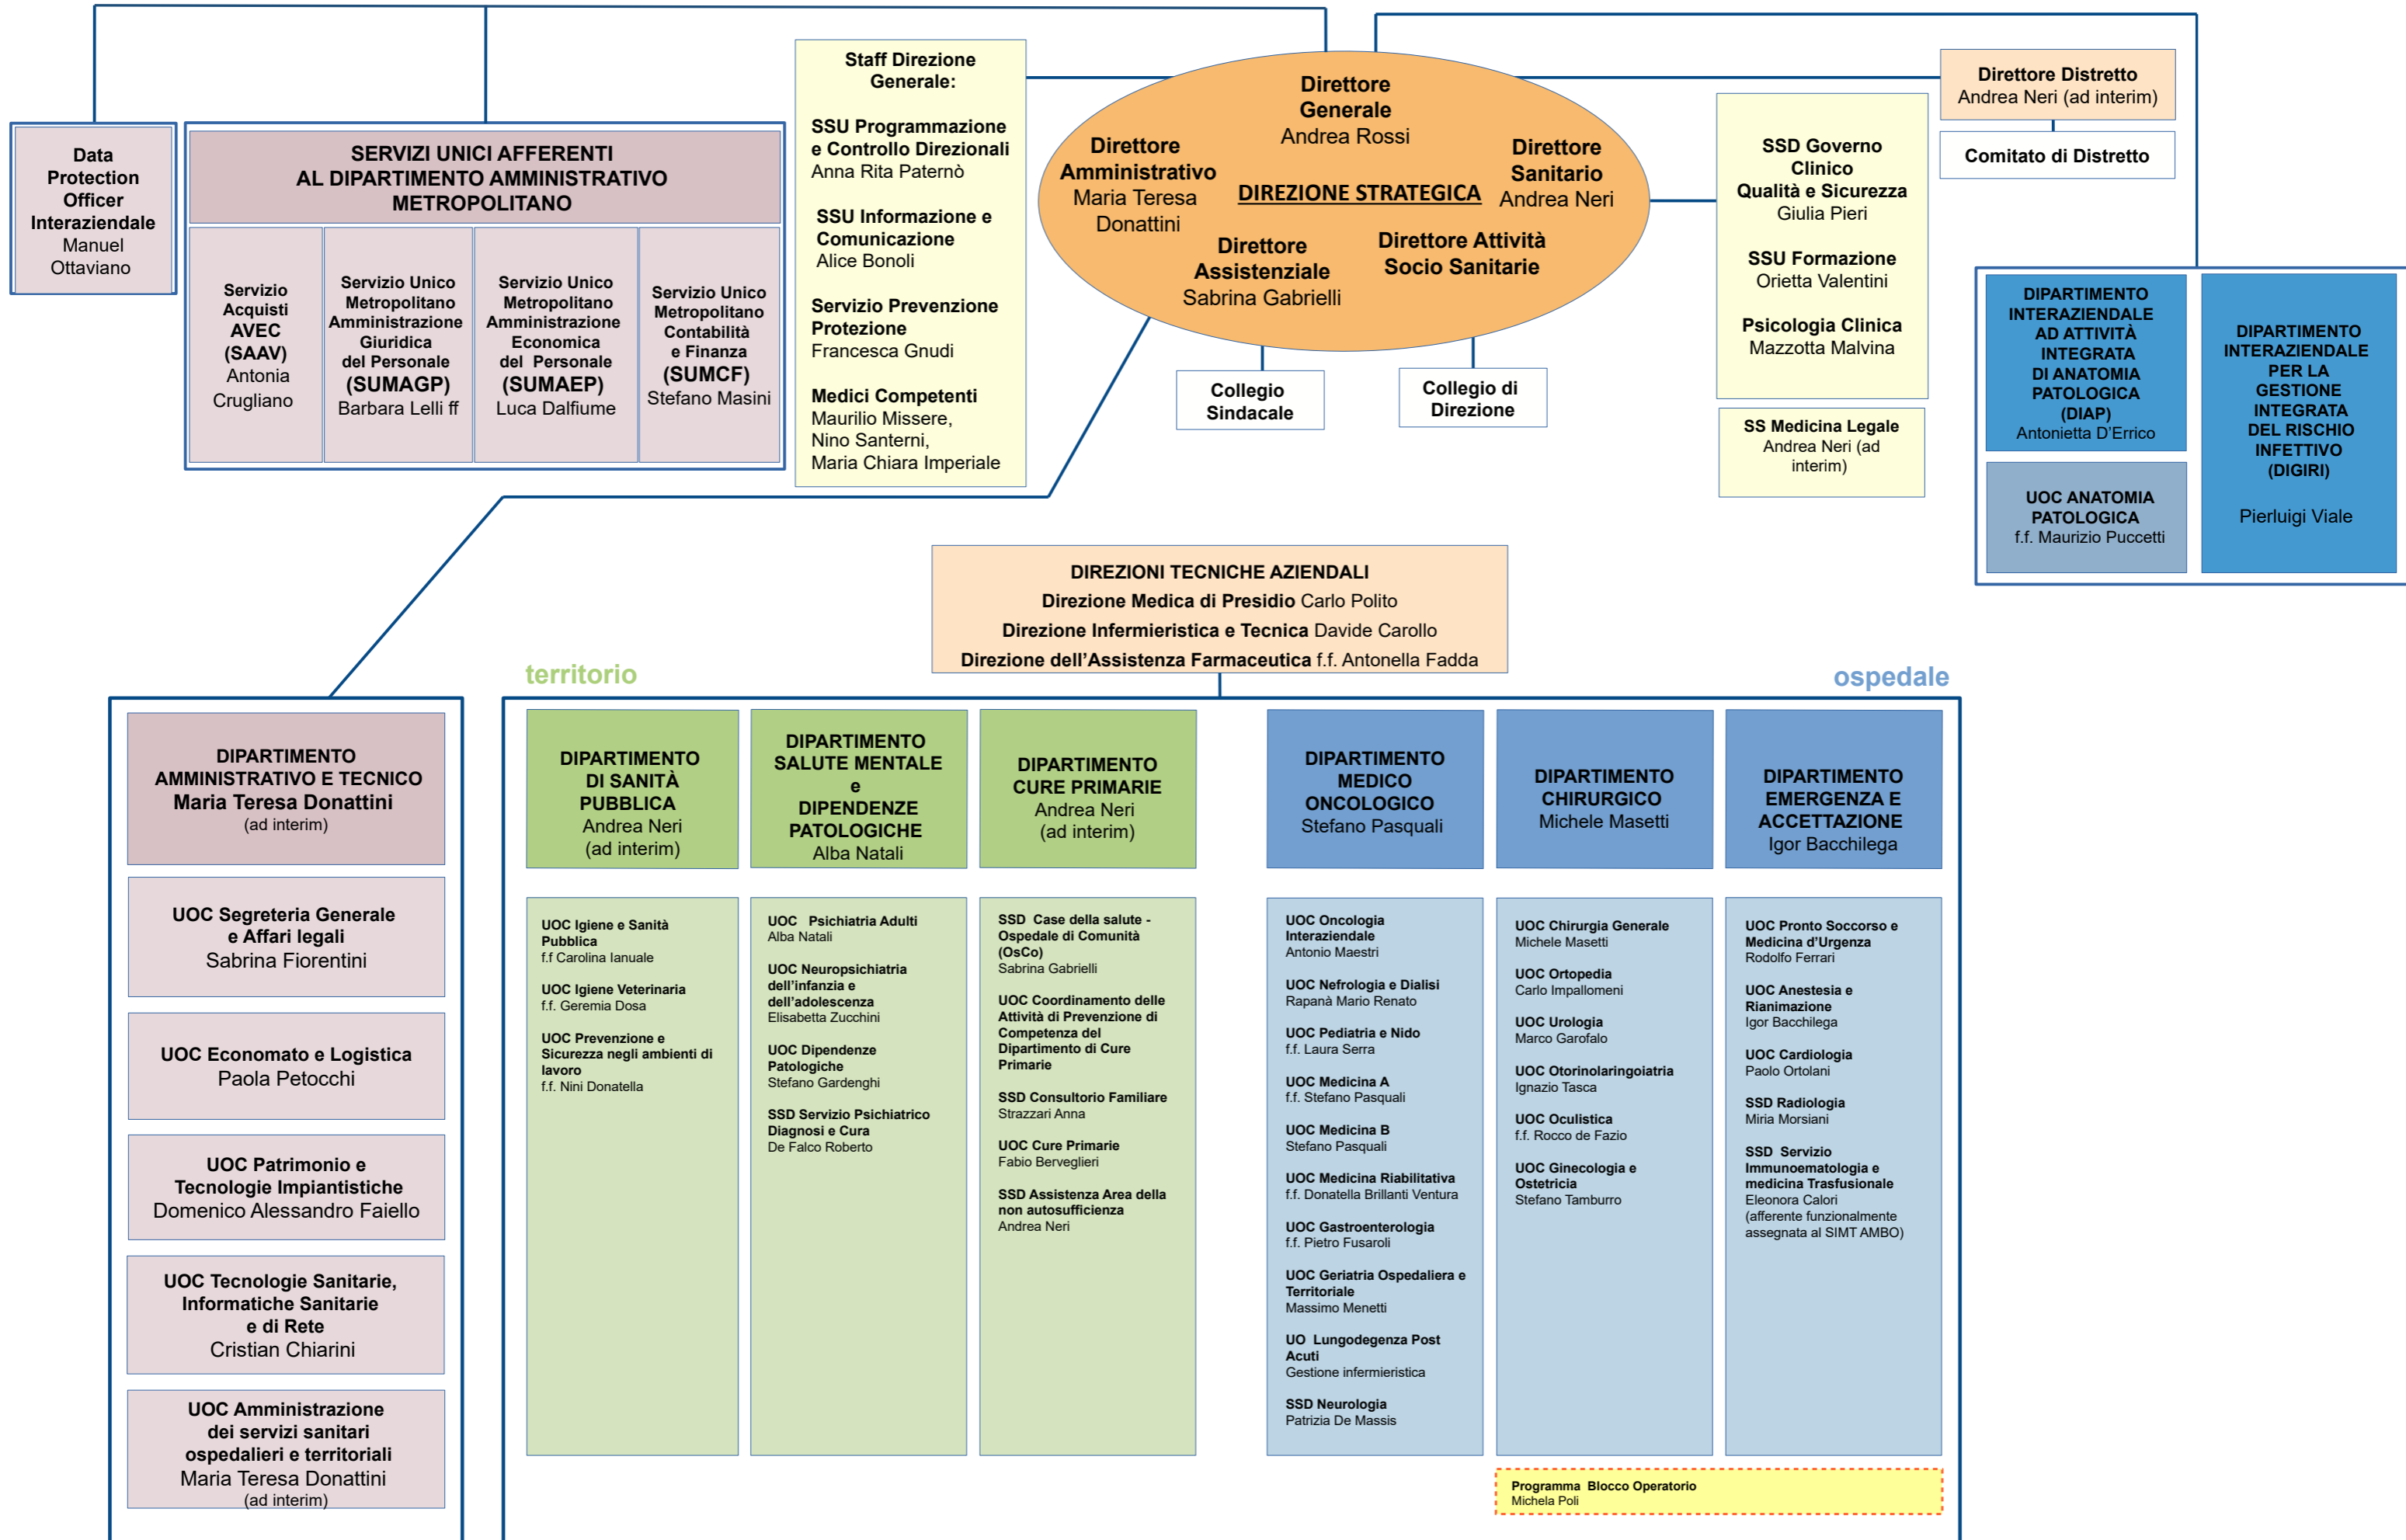 Data
Protection
Officer
Interaziendale
Manuel
Ottaviano
SERVIZI UNICI AFFERENTI
AL DIPARTIMENTO AMMINISTRATIVO
METROPOLITANO
Servizio
Acquisti
AVEC
(SAAV)
Antonia
Crugliano
Servizio Unico
Metropolitano
Amministrazione
Giuridica
del Personale
(SUMAGP)
Barbara Lelli ff
Servizio Unico
Metropolitano
Amministrazione
Economica
del Personale
(SUMAEP)
Luca Dalfiume
Servizio Unico
Metropolitano
Contabilità
e Finanza
(SUMCF)
Stefano Masini
Staff Direzione
Generale:
SSU Programmazione
e Controllo Direzionali
Anna Rita Paternò
SSU Informazione e
Comunicazione
Alice Bonoli
Servizio Prevenzione
Protezione
Francesca Gnudi
Medici Competenti
Maurilio Missere,
Nino Santerni,
Maria Chiara Imperiale
Direttore
Generale
Andrea Rossi
Direttore
Amministrativo
Maria Teresa
Donattini
DIREZIONE STRATEGICA
Direttore
Sanitario
Andrea Neri
Direttore
Assistenziale
Sabrina Gabrielli
Direttore Attività
Socio Sanitarie
Collegio
Sindacale
Collegio di
Direzione
SSD Governo
Clinico
Qualità e Sicurezza
Giulia Pieri
SSU Formazione
Orietta Valentini
Psicologia Clinica
Mazzotta Malvina
SS Medicina Legale
Andrea Neri (ad
interim)
Direttore Distretto
Andrea Neri (ad interim)
Comitato di Distretto
DIPARTIMENTO
INTERAZIENDALE
AD ATTIVITÀ
INTEGRATA
DI ANATOMIA
PATOLOGICA
(DIAP)
Antonietta D'Errico
UOC ANATOMIA
PATOLOGICA
f.f. Maurizio Puccetti
DIPARTIMENTO
INTERAZIENDALE
PER LA
GESTIONE
INTEGRATA
DEL RISCHIO
INFETTIVO
(DIGIRI)
Pierluigi Viale
DIREZIONI TECNICHE AZIENDALI
Direzione Medica di Presidio Carlo Polito
Direzione Infermieristica e Tecnica Davide Carollo
Direzione dell'Assistenza Farmaceutica f.f. Antonella Fadda
territorio
ospedale
DIPARTIMENTO
AMMINISTRATIVO E TECNICO
Maria Teresa Donattini
(ad interim)
UOC Segreteria Generale
e Affari legali
Sabrina Fiorentini
UOC Economato e Logistica
Paola Petocchi
UOC Patrimonio e
Tecnologie Impiantistiche
Domenico Alessandro Faiello
UOC Tecnologie Sanitarie,
Informatiche Sanitarie
e di Rete
Cristian Chiarini
UOC Amministrazione
dei servizi sanitari
ospedalieri e territoriali
Maria Teresa Donattini
(ad interim)
DIPARTIMENTO
DI SANITÀ
PUBBLICA
Andrea Neri
(ad interim)
UOC Igiene e Sanità
Pubblica
f.f Carolina Ianuale
UOC Igiene Veterinaria
f.f. Geremia Dosa
UOC Prevenzione e
Sicurezza negli ambienti di
lavoro
f.f. Nini Donatella
DIPARTIMENTO
SALUTE MENTALE
e
DIPENDENZE
PATOLOGICHE
Alba Natali
UOC Psichiatria Adulti
Alba Natali
UOC Neuropsichiatria
dell'infanzia e
dell'adolescenza
Elisabetta Zucchini
UOC Dipendenze
Patologiche
Stefano Gardenghi
SSD Servizio Psichiatrico
Diagnosi e Cura
De Falco Roberto
DIPARTIMENTO
CURE PRIMARIE
Andrea Neri
(ad interim)
SSD Case della salute -
Ospedale di Comunità
(OsCo)
Sabrina Gabrielli
UOC Coordinamento delle
Attività di Prevenzione di
Competenza del
Dipartimento di Cure
Primarie
SSD Consultorio Familiare
Strazzari Anna
UOC Cure Primarie
Fabio Berveglieri
SSD Assistenza Area della
non autosufficienza
Andrea Neri
DIPARTIMENTO
MEDICO
ONCOLOGICO
Stefano Pasquali
UOC Oncologia
Interaziendale
Antonio Maestri
UOC Nefrologia e Dialisi
Rapanà Mario Renato
UOC Pediatria e Nido
f.f. Laura Serra
UOC Medicina A
f.f. Stefano Pasquali
UOC Medicina B
Stefano Pasquali
UOC Medicina Riabilitativa
f.f. Donatella Brillanti Ventura
UOC Gastroenterologia
f.f. Pietro Fusaroli
UOC Geriatria Ospedaliera e
Territoriale
Massimo Menetti
UO Lungodegenza Post
Acuti
Gestione infermieristica
SSD Neurologia
Patrizia De Massis
DIPARTIMENTO
CHIRURGICO
Michele Masetti
UOC Chirurgia Generale
Michele Masetti
UOC Ortopedia
Carlo Impallomeni
UOC Urologia
Marco Garofalo
UOC Otorinolaringoiatria
Ignazio Tasca
UOC Oculistica
f.f. Rocco de Fazio
UOC Ginecologia e
Ostetricia
Stefano Tamburro
DIPARTIMENTO
EMERGENZA E
ACCETTAZIONE
Igor Bacchilega
UOC Pronto Soccorso e
Medicina d'Urgenza
Rodolfo Ferrari
UOC Anestesia e
Rianimazione
Igor Bacchilega
UOC Cardiologia
Paolo Ortolani
SSD Radiologia
Miria Morsiani
SSD Servizio
Immunoematologia e
medicina Trasfusionale
Eleonora Calori
(afferente funzionalmente
assegnata al SIMT AMBO)
Programma Blocco Operatorio
Michela Poli